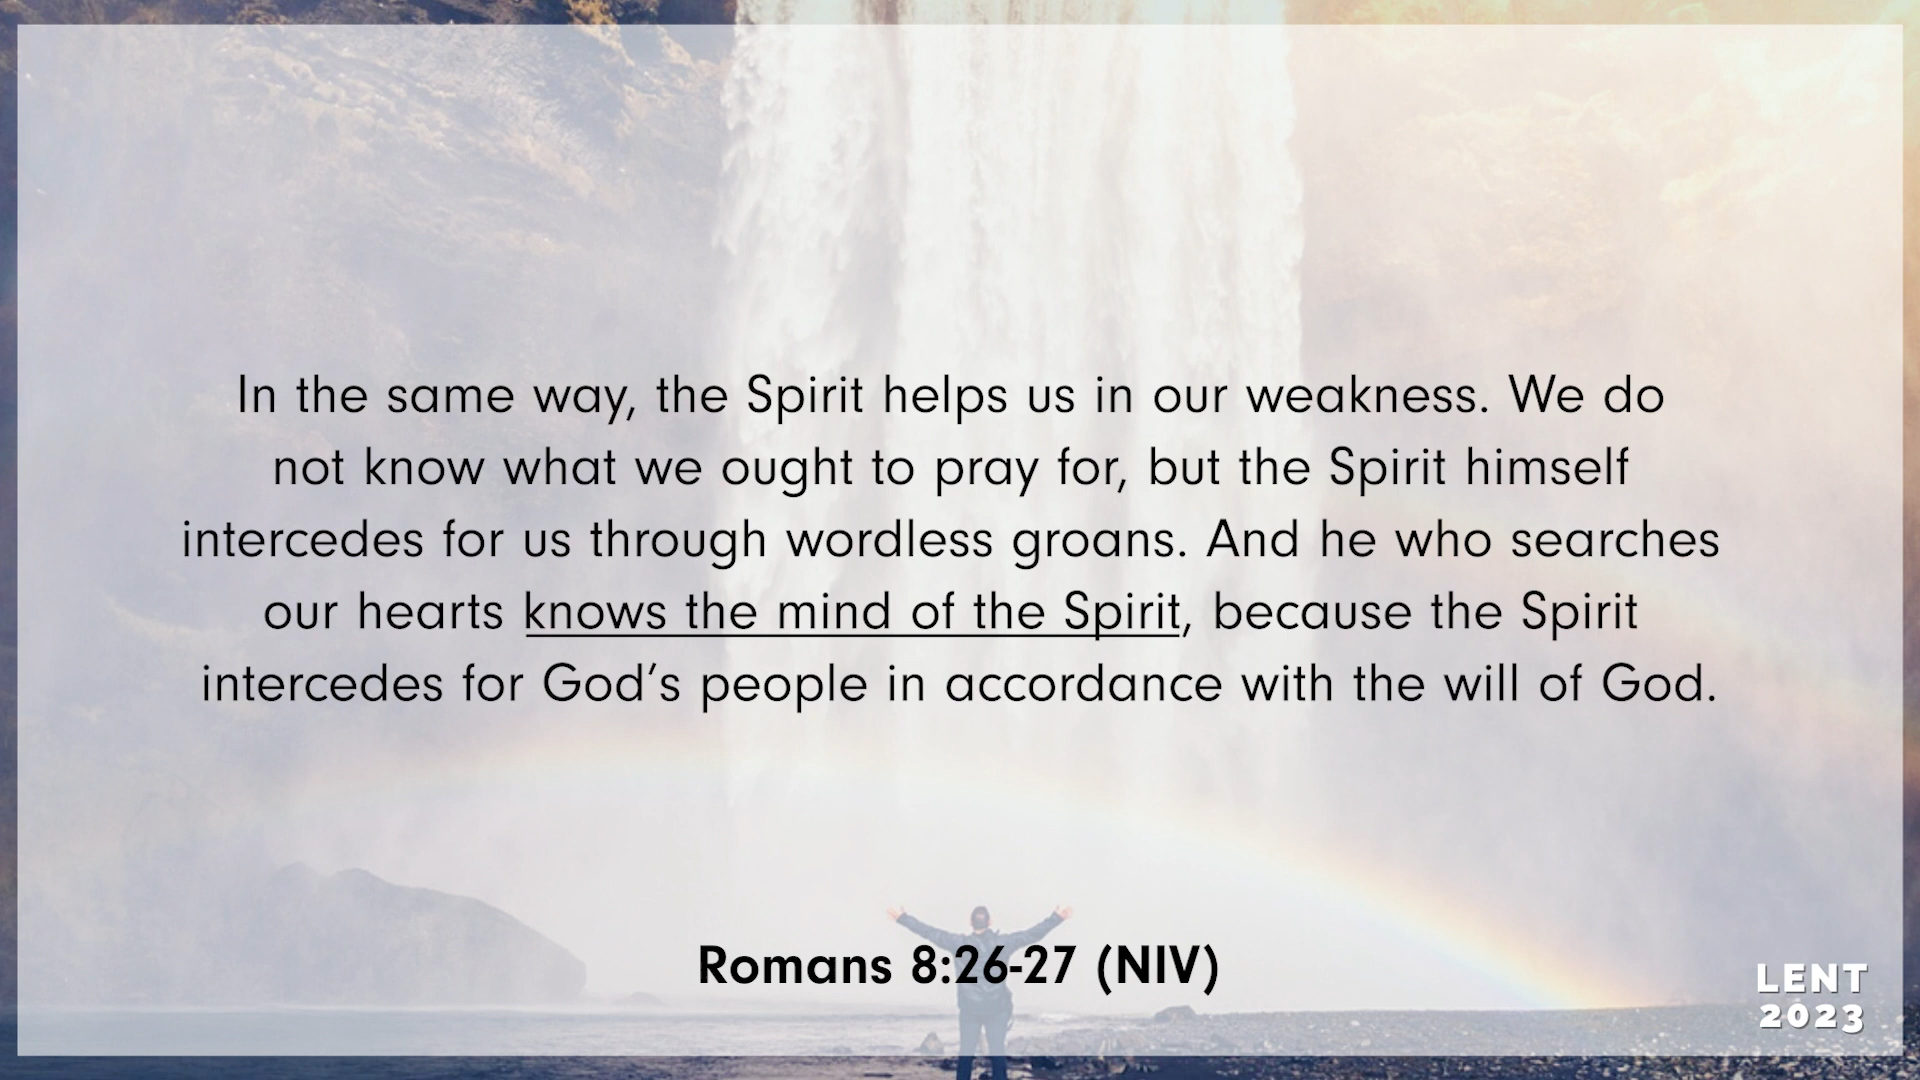 In the same way, the Spirit helps us in our weakness. We do
not know what we ought to pray for, but the Spirit himself
intercedes for us through wordless groans. And he who searches
our hearts knows the mind of the Spirit, because the Spirit
intercedes for God’s people in accordance with the will of God.
Romans 8:26-27 (NIV)
LENT
2023